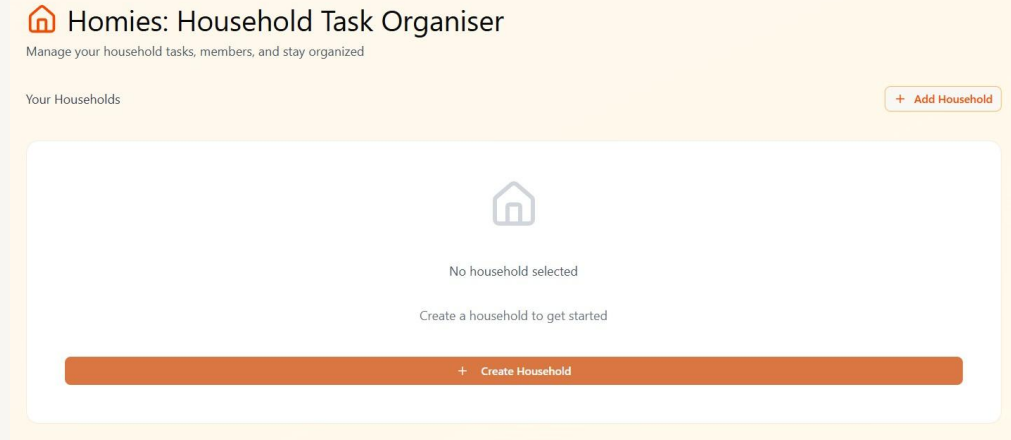 Homies: Household Task Organiser
Manage your household tasks, members, and stay organized
Your Households
+ Add Household
No household selected
Create a household to get started
+ Create Household